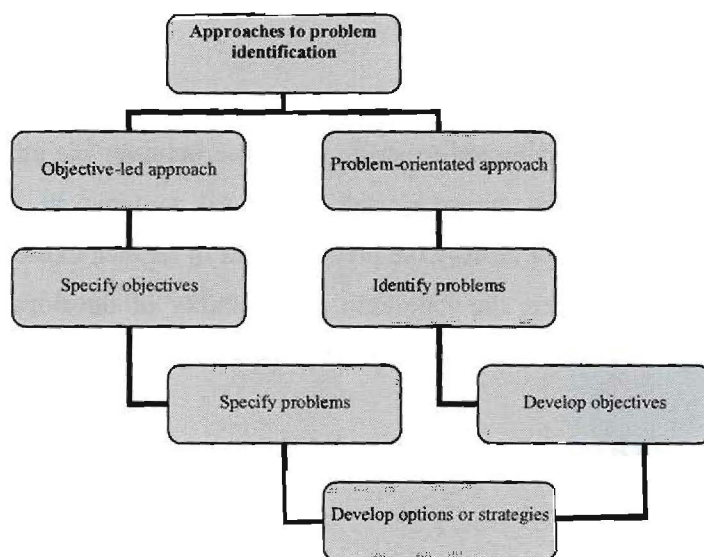 Approaches to problem
identification
Objective-led approach
Problem-orientated approach
Specify objectives
Identify problems
Specify problems
Develop objectives
Develop options or strategies